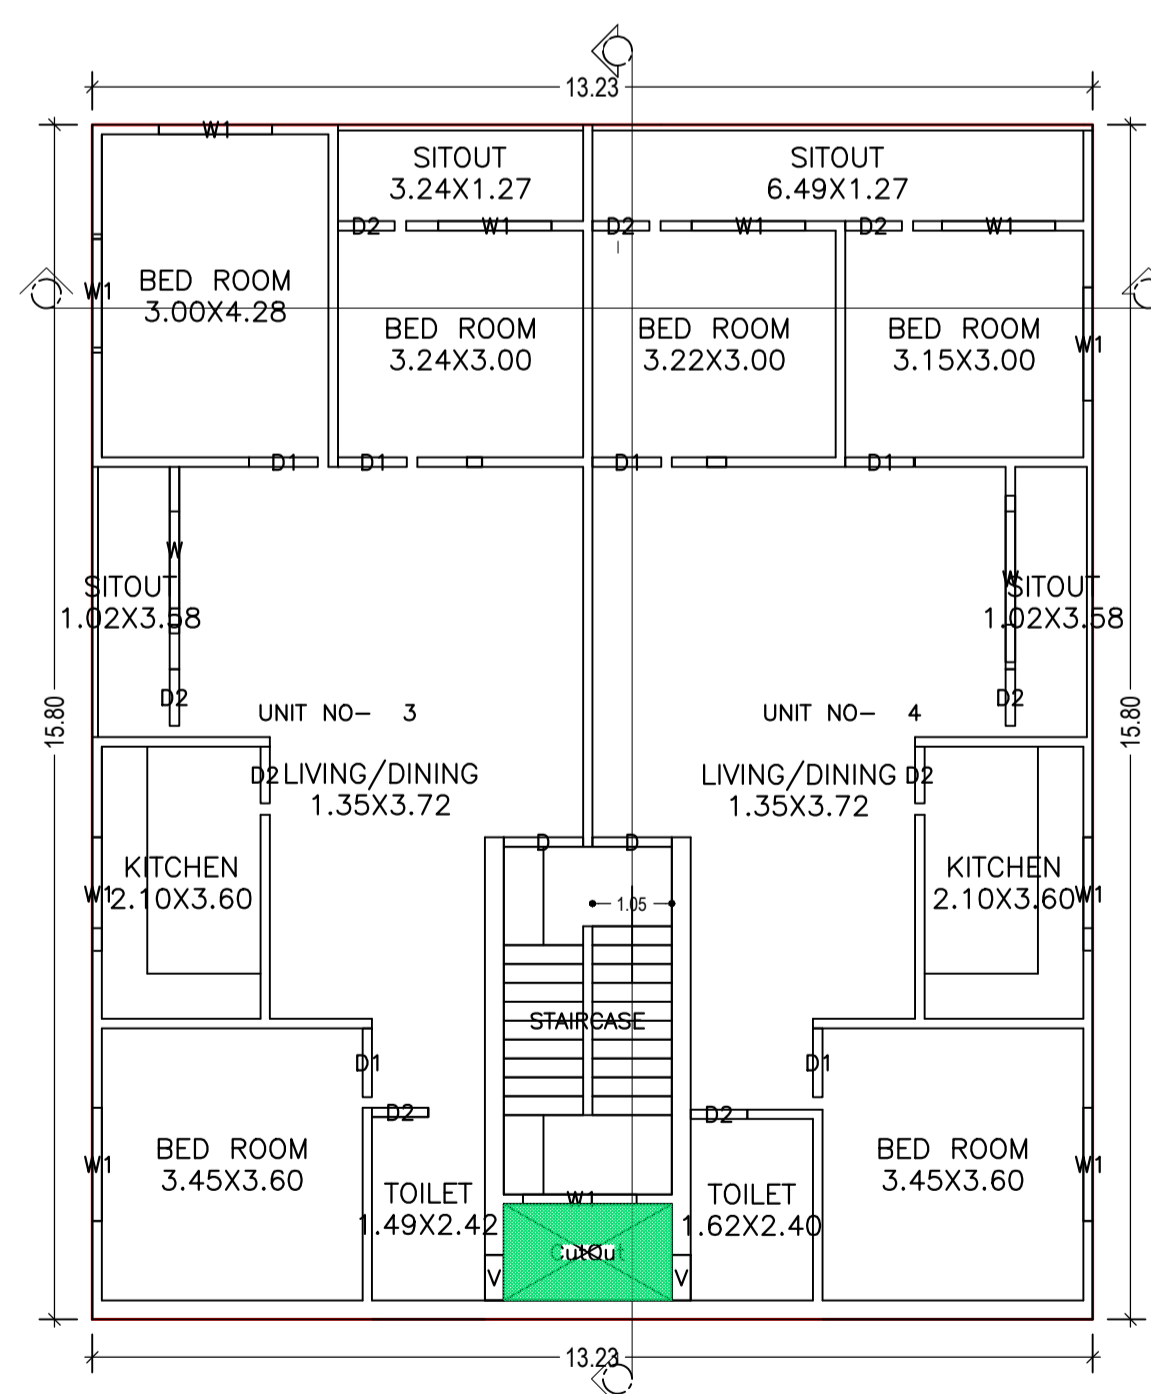 13.23
W1
SITOUT
3.24X1.27
SITOUT
6.49X1.27
D2
W1
D2
W1
D2
W1
BED ROOM
3.00X4.28
W1
BED ROOM
3.24X3.00
BED ROOM
3.22X3.00
BED ROOM
3.15X3.00
W1
D1
D1
D1
D1
W
SITOUT
1.02X3.58
W
SITOUT
1.02X3.58
D2
D2
15.80
UNIT NO- 3
UNIT NO- 4
15.80
D2
LIVING/DINING
1.35X3.72
LIVING/DINING
1.35X3.72
D2
D
D
KITCHEN
2.10X3.60
W1
1.05
KITCHEN
2.10X3.60
W1
STAIRCASE
D1
D1
D2
D2
BED ROOM
3.45X3.60
W1
TOILET
1.49X2.42
W1
TOILET
1.62X2.40
BED ROOM
3.45X3.60
W1
CutOut
V
V
13.23